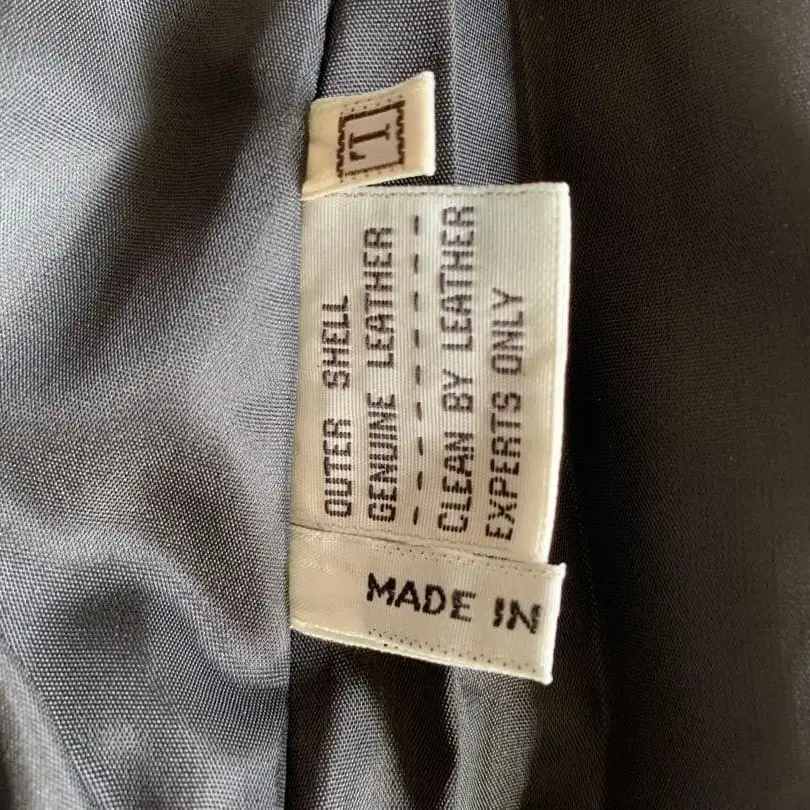 L
OUTER SHELL
GENUINE LEATHER
---------
CLEAN BY LEATHER
EXPERTS ONLY
MADE IN